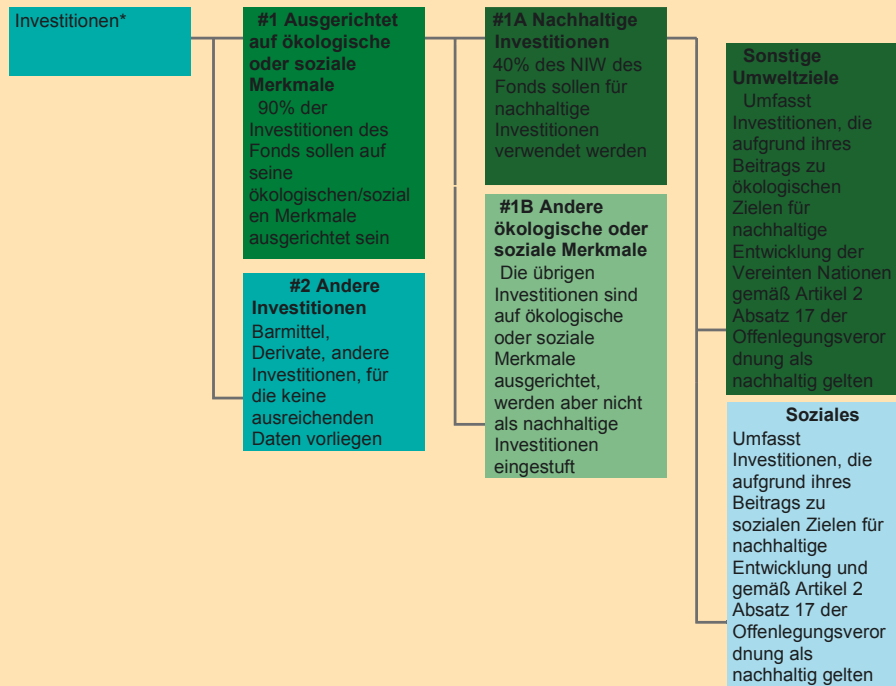 Investitionen*
#1 Ausgerichtet
auf ökologische
oder soziale
Merkmale
90% der
Investitionen des
Fonds sollen auf
seine
ökologischen/sozial
en Merkmale
ausgerichtet sein
#2 Andere
Investitionen
Barmittel,
Derivate, andere
Investitionen, für
die keine
ausreichenden
Daten vorliegen
#1A Nachhaltige
Investitionen
40% des NIW des
Fonds sollen für
nachhaltige
Investitionen
verwendet werden
#1B Andere
ökologische oder
soziale Merkmale
Die übrigen
Investitionen sind
auf ökologische
oder soziale
Merkmale
ausgerichtet,
werden aber nicht
als nachhaltige
Investitionen
eingestuft
Sonstige
Umweltziele
Umfasst
Investitionen, die
aufgrund ihres
Beitrags zu
ökologischen
Zielen für
nachhaltige
Entwicklung der
Vereinten Nationen
gemäß Artikel 2
Absatz 17 der
Offenlegungsveror
dnung als
nachhaltig gelten
Soziales
Umfasst
Investitionen, die
aufgrund ihres
Beitrags zu
sozialen Zielen für
nachhaltige
Entwicklung und
gemäß Artikel 2
Absatz 17 der
Offenlegungsveror
dnung als
nachhaltig gelten